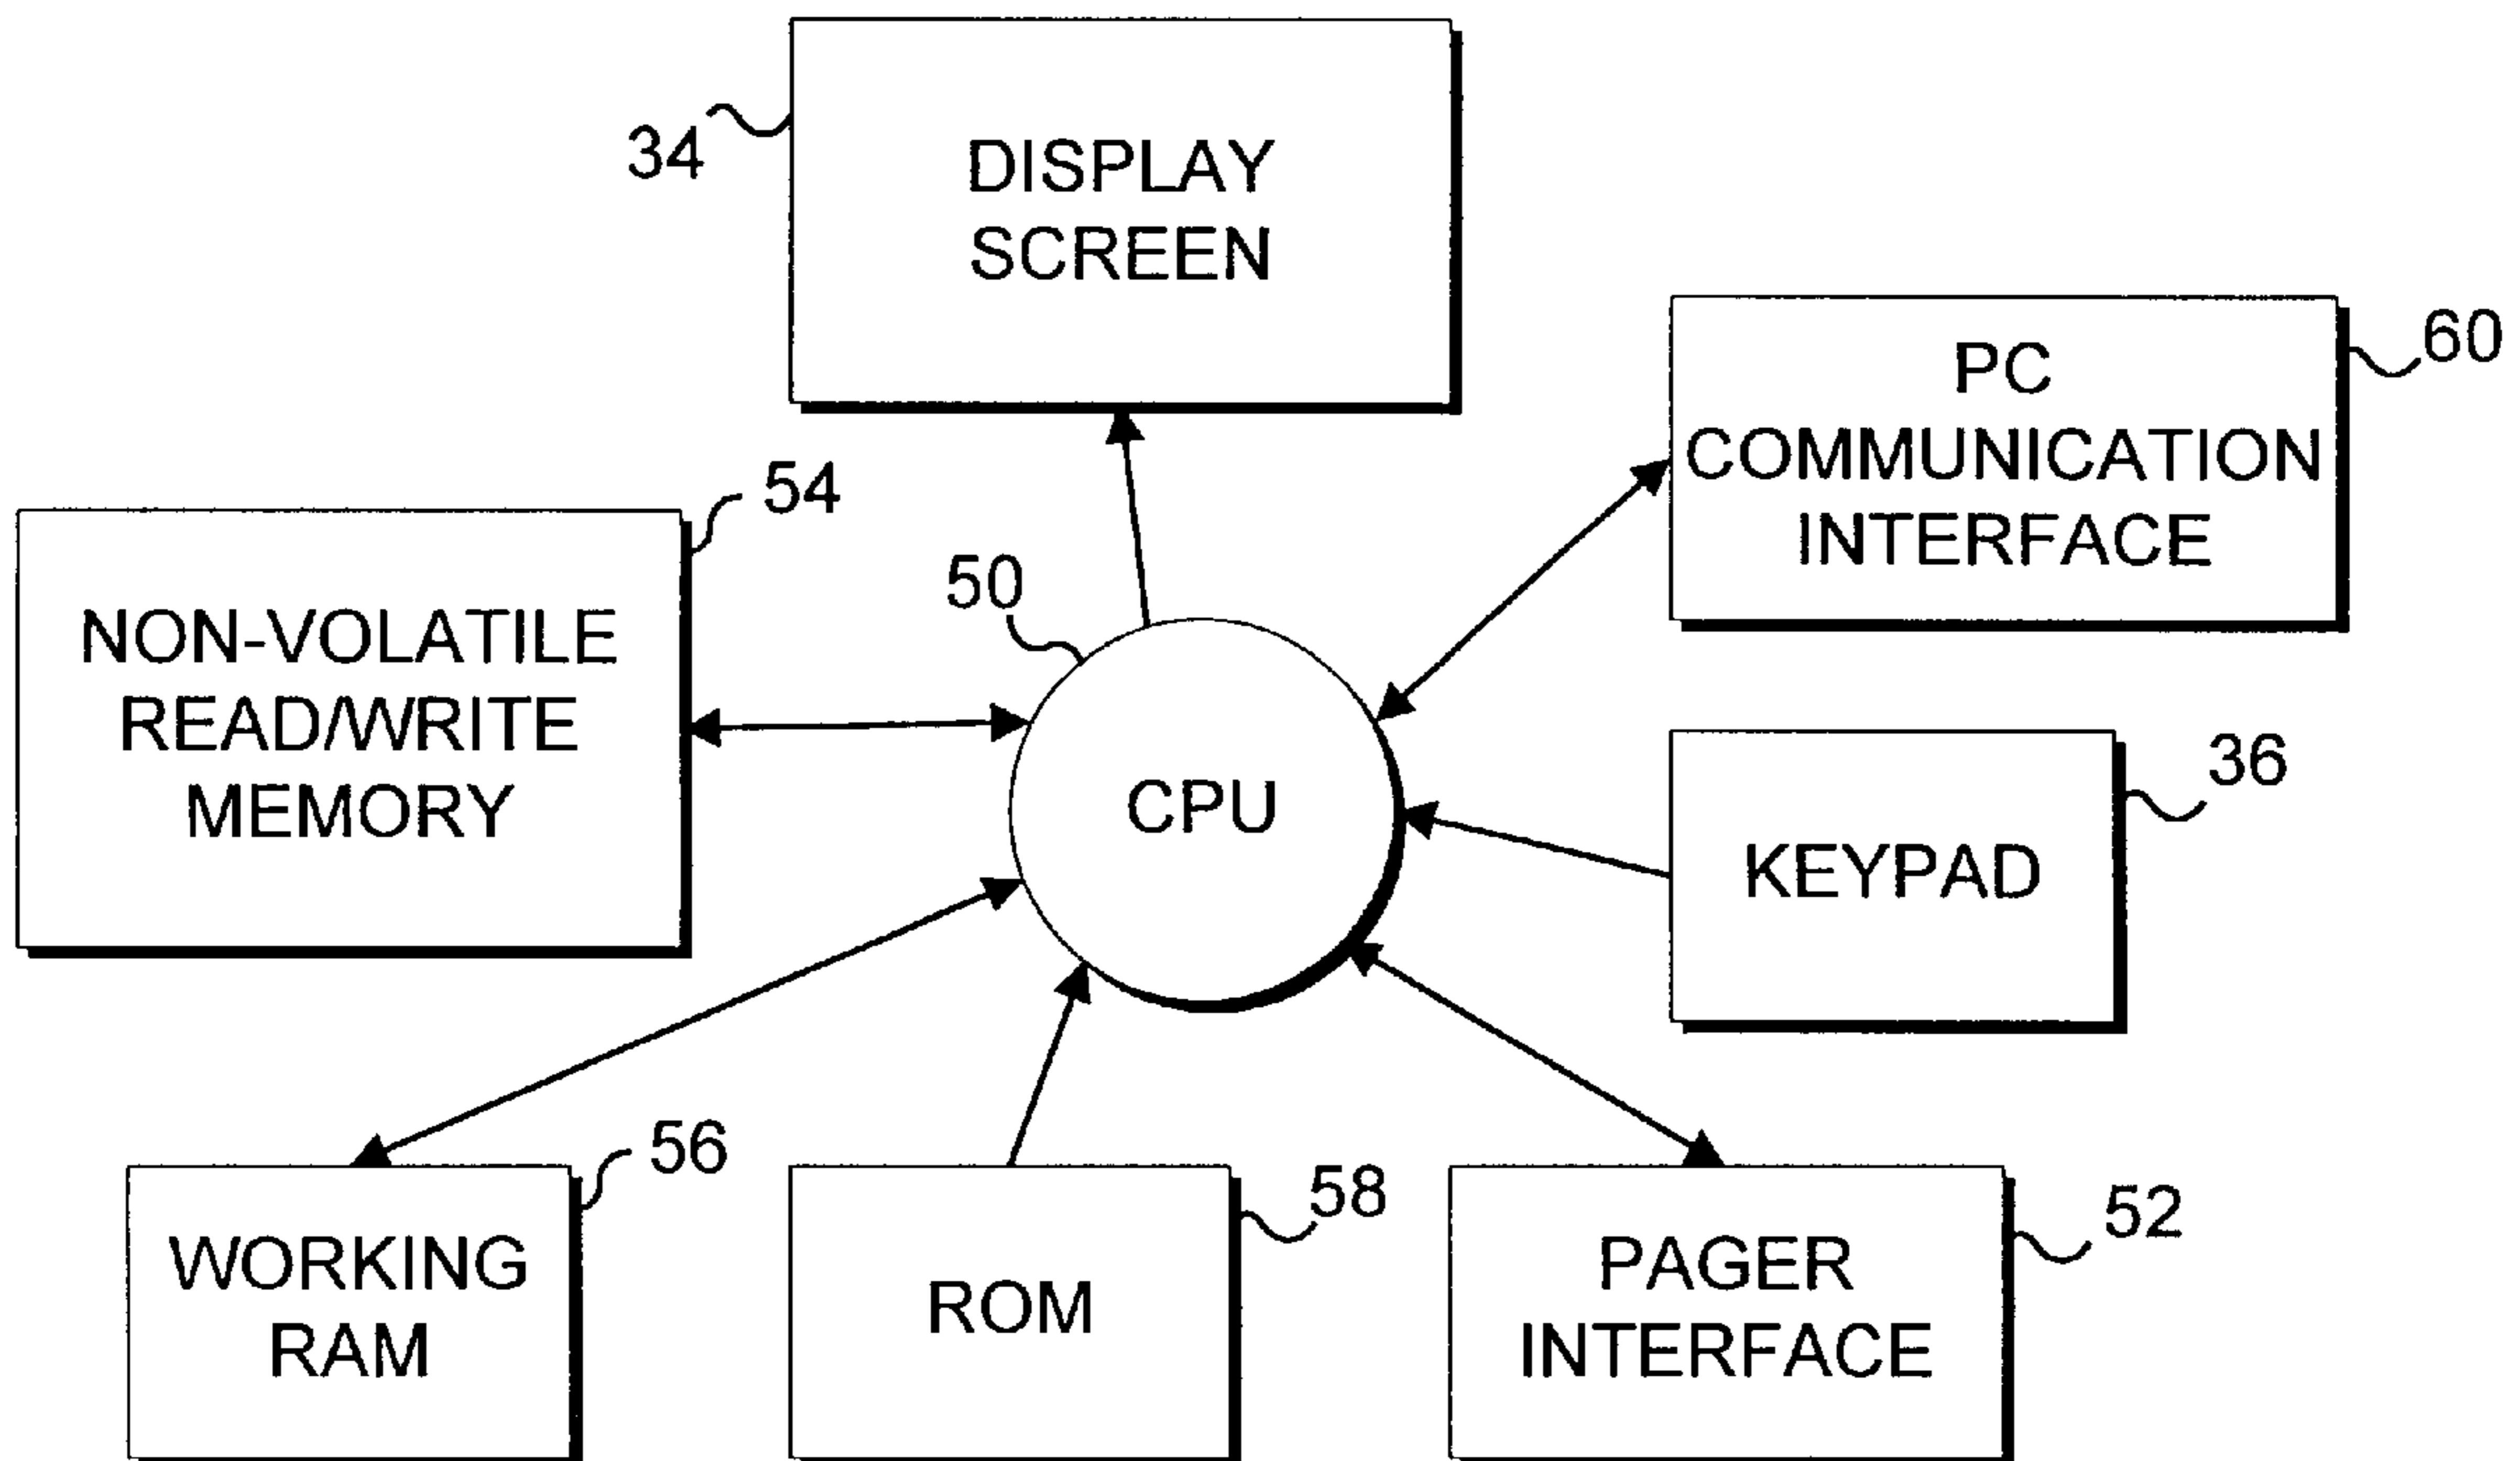 34
DISPLAY
SCREEN
60
PC
COMMUNICATION
INTERFACE
54
NON-VOLATILE
READ/WRITE
MEMORY
50
CPU
36
KEYPAD
56
WORKING
RAM
58
ROM
52
PAGER
INTERFACE